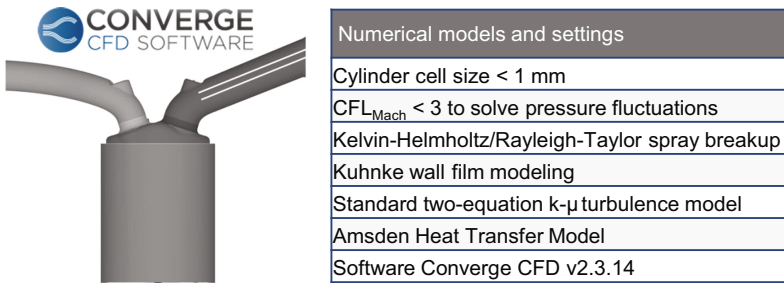 CONVERGE
CFD SOFTWARE
Numerical models and settings
Cylinder cell size < 1 mm
CFLMach < 3 to solve pressure fluctuations
Kelvin-Helmholtz/Rayleigh-Taylor spray breakup
Kuhnke wall film modeling
Standard two-equation k-μ turbulence model
Amsden Heat Transfer Model
Software Converge CFD v2.3.14